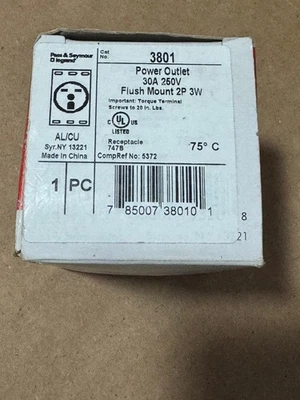 Pass & Seymour
legrand
Cat
No:
3801
Power Outlet
30A 250V
Flush Mount 2P 3W
Important: Torque Terminal
Screws to 20 in. Lbs.
C UL US
LISTED
AL/CU
Syr.NY 13221
Made In China
Receptacle
747B
75° C
CompRef No: 5372
1 PC
7 85007 38010 1
8
21